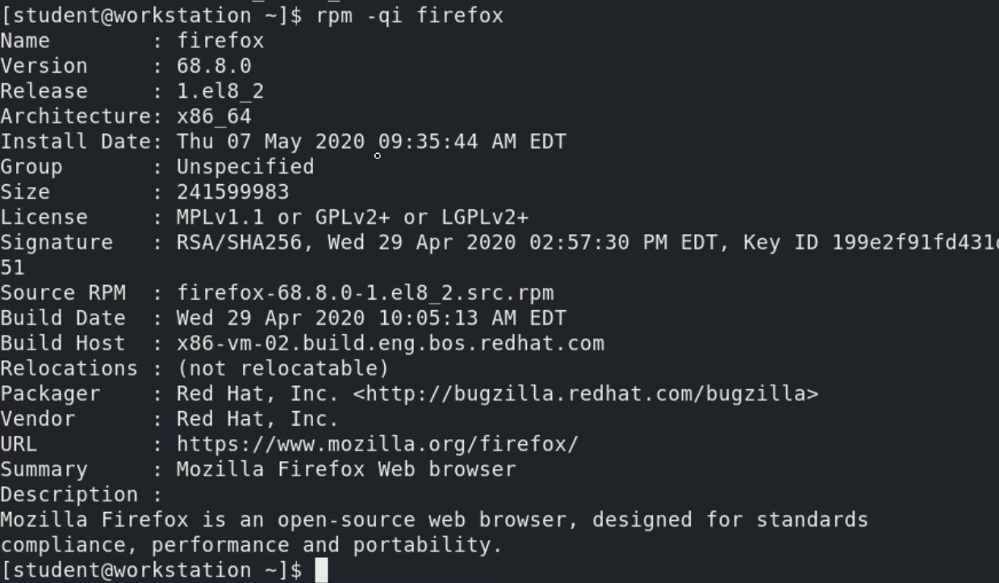 [student@workstation ~]$ rpm -qi firefox
Name        : firefox
Version     : 68.8.0
Release     : 1.el8_2
Architecture: x86_64
Install Date: Thu 07 May 2020 09:35:44 AM EDT
Group       : Unspecified
Size        : 241599983
License     : MPLv1.1 or GPLv2+ or LGPLv2+
Signature   : RSA/SHA256, Wed 29 Apr 2020 02:57:30 PM EDT, Key ID 199e2f91fd431d
51
Source RPM  : firefox-68.8.0-1.el8_2.src.rpm
Build Date  : Wed 29 Apr 2020 10:05:13 AM EDT
Build Host  : x86-vm-02.build.eng.bos.redhat.com
Relocations : (not relocatable)
Packager    : Red Hat, Inc. <http://bugzilla.redhat.com/bugzilla>
Vendor      : Red Hat, Inc.
URL         : https://www.mozilla.org/firefox/
Summary     : Mozilla Firefox Web browser
Description :
Mozilla Firefox is an open-source web browser, designed for standards
compliance, performance and portability.
[student@workstation ~]$